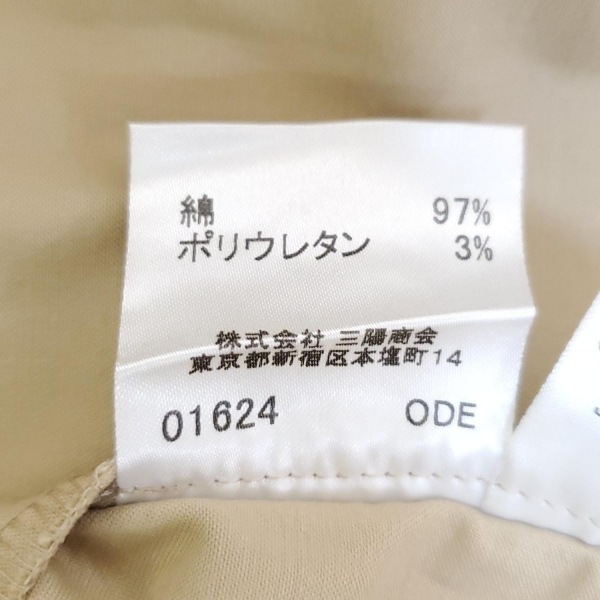 綿 97%
ポリウレタン 3%
株式会社 三陽商会
東京都新宿区本塩町14
01624 ODE